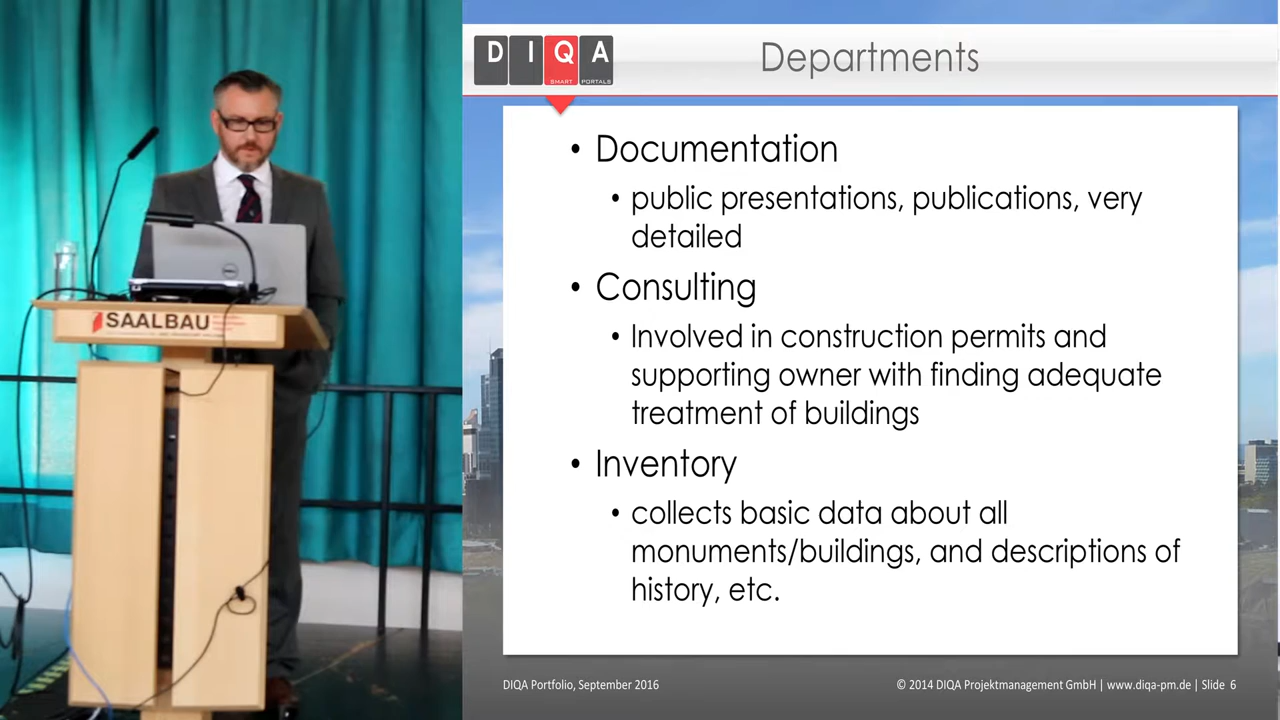 DIQA
SMART PORTALS
Departments
• Documentation
• public presentations, publications, very
detailed
• Consulting
• Involved in construction permits and
supporting owner with finding adequate
treatment of buildings
• Inventory
• collects basic data about all
monuments/buildings, and descriptions of
history, etc.
DIQA Portfolio, September 2016
© 2014 DIQA Projektmanagement GmbH | www.diqa-pm.de | Slide 6
DELL
SAALBAU